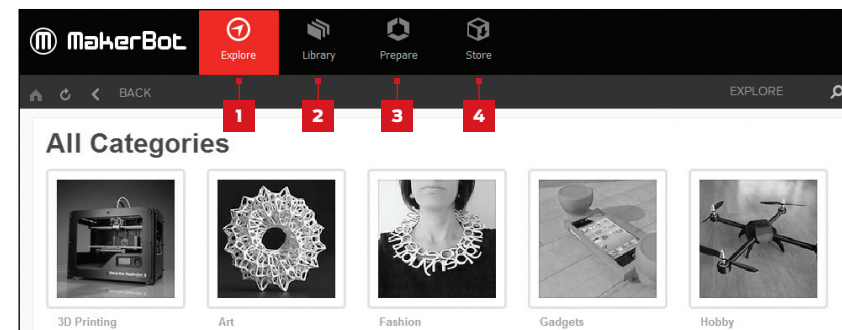 MakerBot
Explore
Library
Prepare
Store
BACK
EXPLORE
1
2
3
4
All Categories
3D Printing
Art
Fashion
Gadgets
Hobby